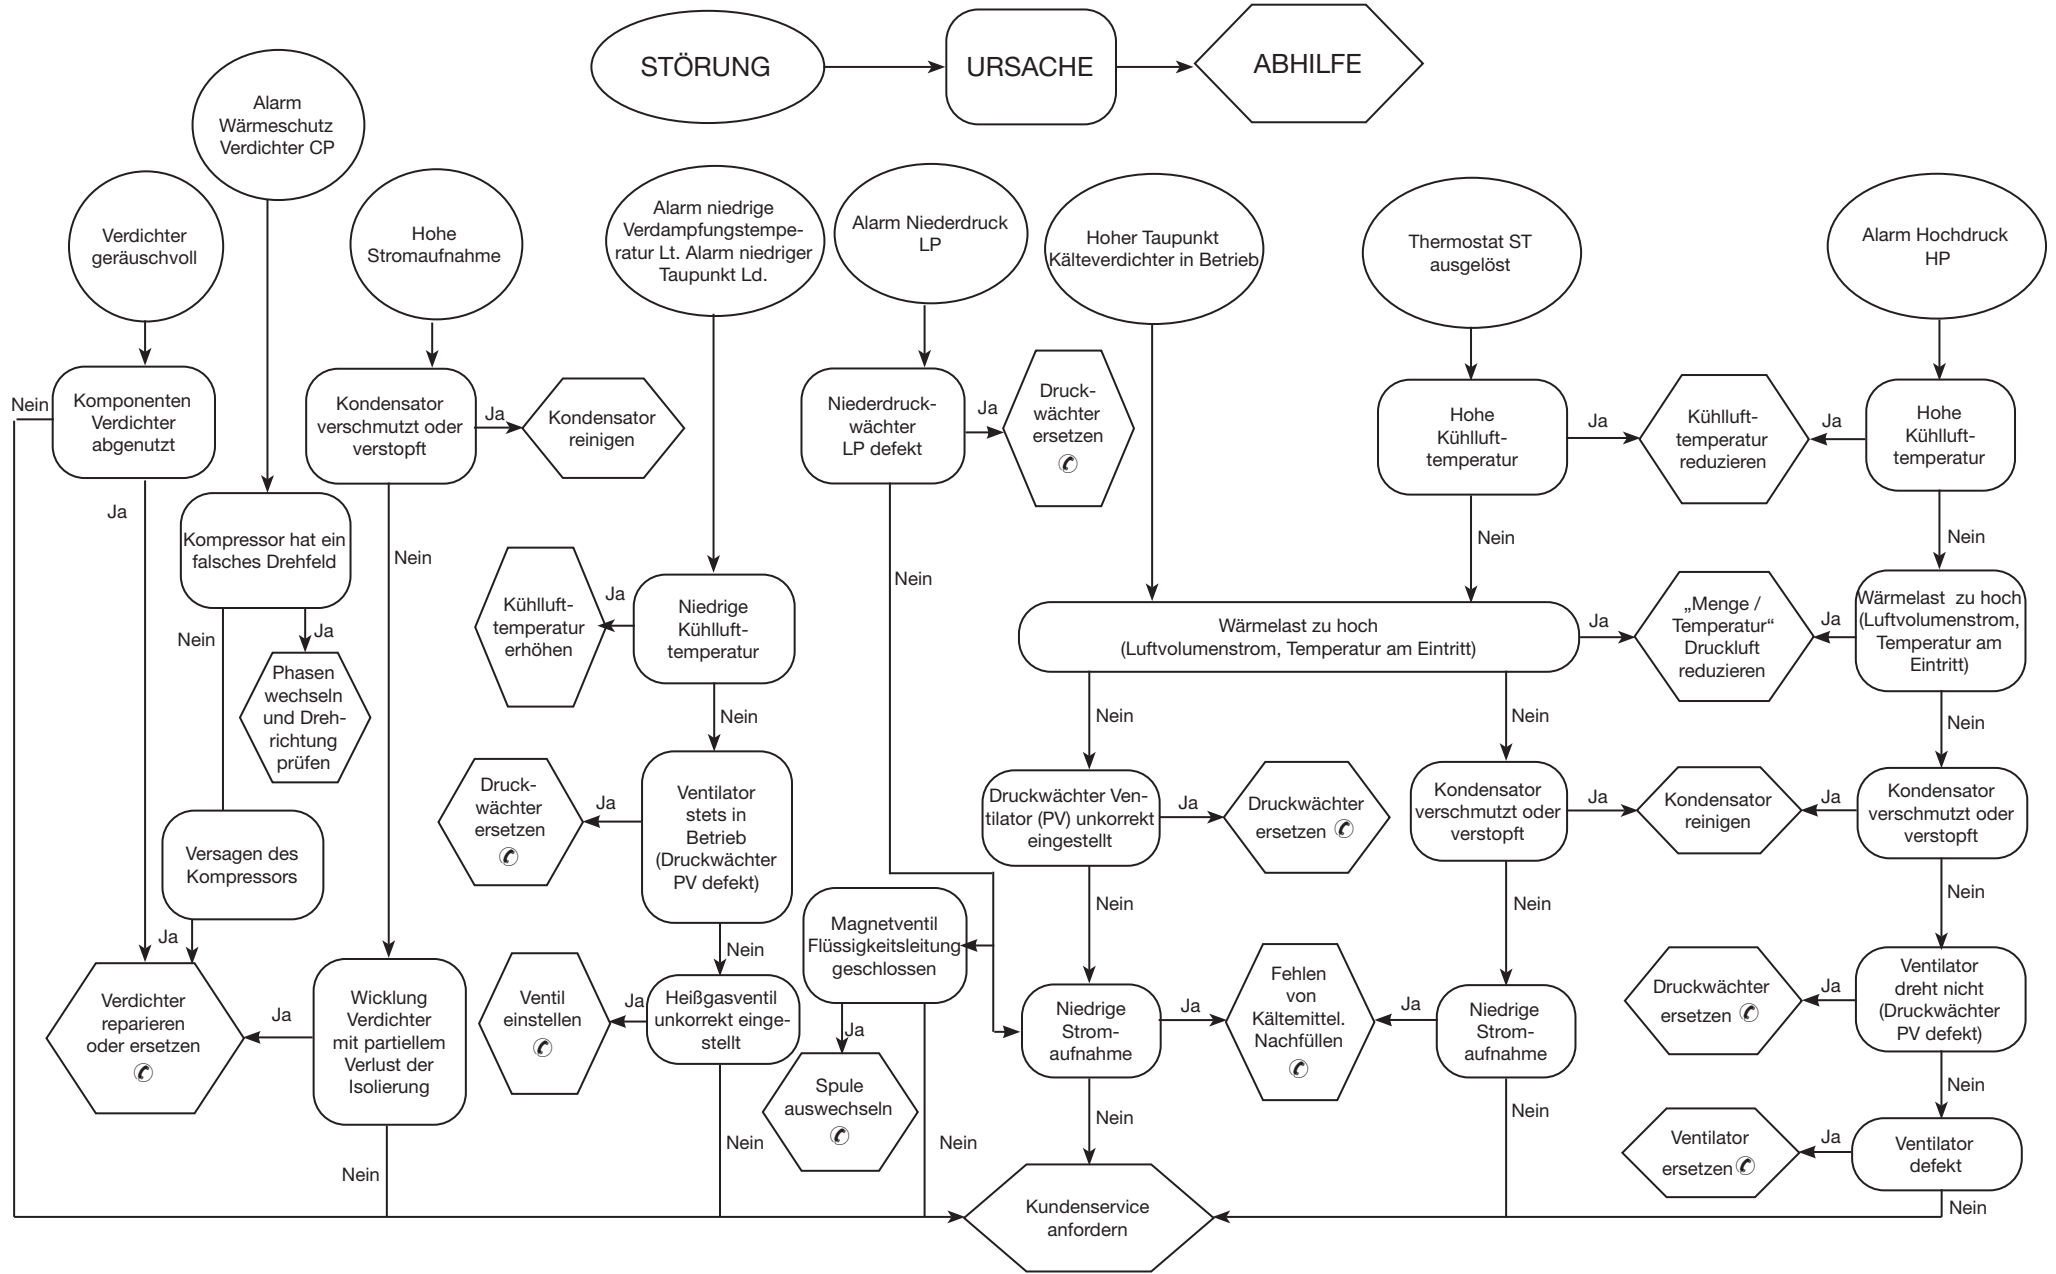 STÖRUNG
URSACHE
ABHILFE
Alarm
Wärmeschutz
Verdichter CP
Verdichter
geräuschvoll
Hohe
Stromaufnahme
Alarm niedrige
Verdampfungstempe-
ratur Lt. Alarm niedriger
Taupunkt Ld.
Alarm Niederdruck
LP
Hoher Taupunkt
Kälteverdichter in Betrieb
Thermostat ST
ausgelöst
Alarm Hochdruck
HP
Nein
Komponenten
Verdichter
abgenutzt
Ja
Kondensator
verschmutzt oder
verstopft
Ja
Kondensator
reinigen
Niederdruck-
wächter
LP defekt
Ja
Druck-
wächter
ersetzen
Hohe
Kühlluft-
temperatur
Ja
Kühlluft-
temperatur
reduzieren
Ja
Hohe
Kühlluft-
temperatur
Kompressor hat ein
falsches Drehfeld
Nein
Nein
Nein
Nein
Nein
Ja
Phasen
wechseln
und Dreh-
richtung
prüfen
Kühlluft-
temperatur
erhöhen
Ja
Niedrige
Kühlluft-
temperatur
Wärmelast zu hoch
(Luftvolumenstrom, Temperatur am Eintritt)
Ja
„Menge /
Temperatur“
Druckluft
reduzieren
Ja
Wärmelast zu hoch
(Luftvolumenstrom,
Temperatur am
Eintritt)
Nein
Nein
Nein
Nein
Versagen des
Kompressors
Ja
Druck-
wächter
ersetzen
Ja
Ventilator
stets in
Betrieb
(Druckwächter
PV defekt)
Druckwächter Ven-
tilator (PV) unkorrekt
eingestellt
Ja
Druckwächter
ersetzen
Kondensator
verschmutzt oder
verstopft
Ja
Kondensator
reinigen
Ja
Kondensator
verschmutzt oder
verstopft
Nein
Nein
Nein
Nein
Verdichter
reparieren
oder ersetzen
Ja
Wicklung
Verdichter
mit partiellem
Verlust der
Isolierung
Ventil
einstellen
Ja
Heißgasventil
unkorrekt einge-
stellt
Magnetventil
Flüssigkeitsleitung
geschlossen
Ja
Spule
auswechseln
Niedrige
Strom-
aufnahme
Ja
Fehlen
von
Kältemittel.
Nachfüllen
Ja
Niedrige
Strom-
aufnahme
Druckwächter
ersetzen
Ja
Ventilator
dreht nicht
(Druckwächter
PV defekt)
Nein
Nein
Nein
Nein
Nein
Nein
Ventilator
ersetzen
Ja
Ventilator
defekt
Nein
Kundenservice
anfordern